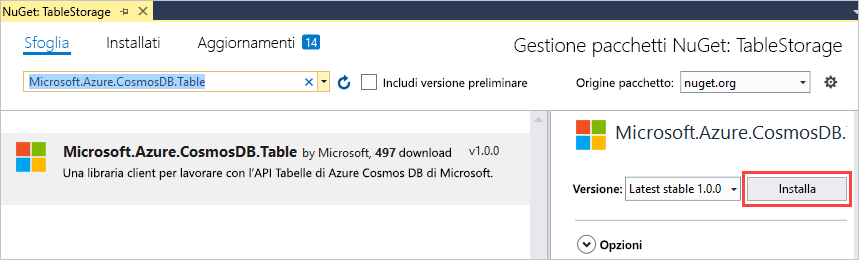 NuGet: TableStorage
Sfoglia Installati Aggiornamenti 14 Gestione pacchetti NuGet: TableStorage
Microsoft.Azure.CosmosDB.Table Includi versione preliminare Origine pacchetto: nuget.org
Microsoft.Azure.CosmosDB.Table by Microsoft, 497 download v1.0.0
Una libraria client per lavorare con l'API Tabelle di Azure Cosmos DB di Microsoft.
Microsoft.Azure.CosmosDB.
Versione: Latest stable 1.0.0 Installa
Opzioni